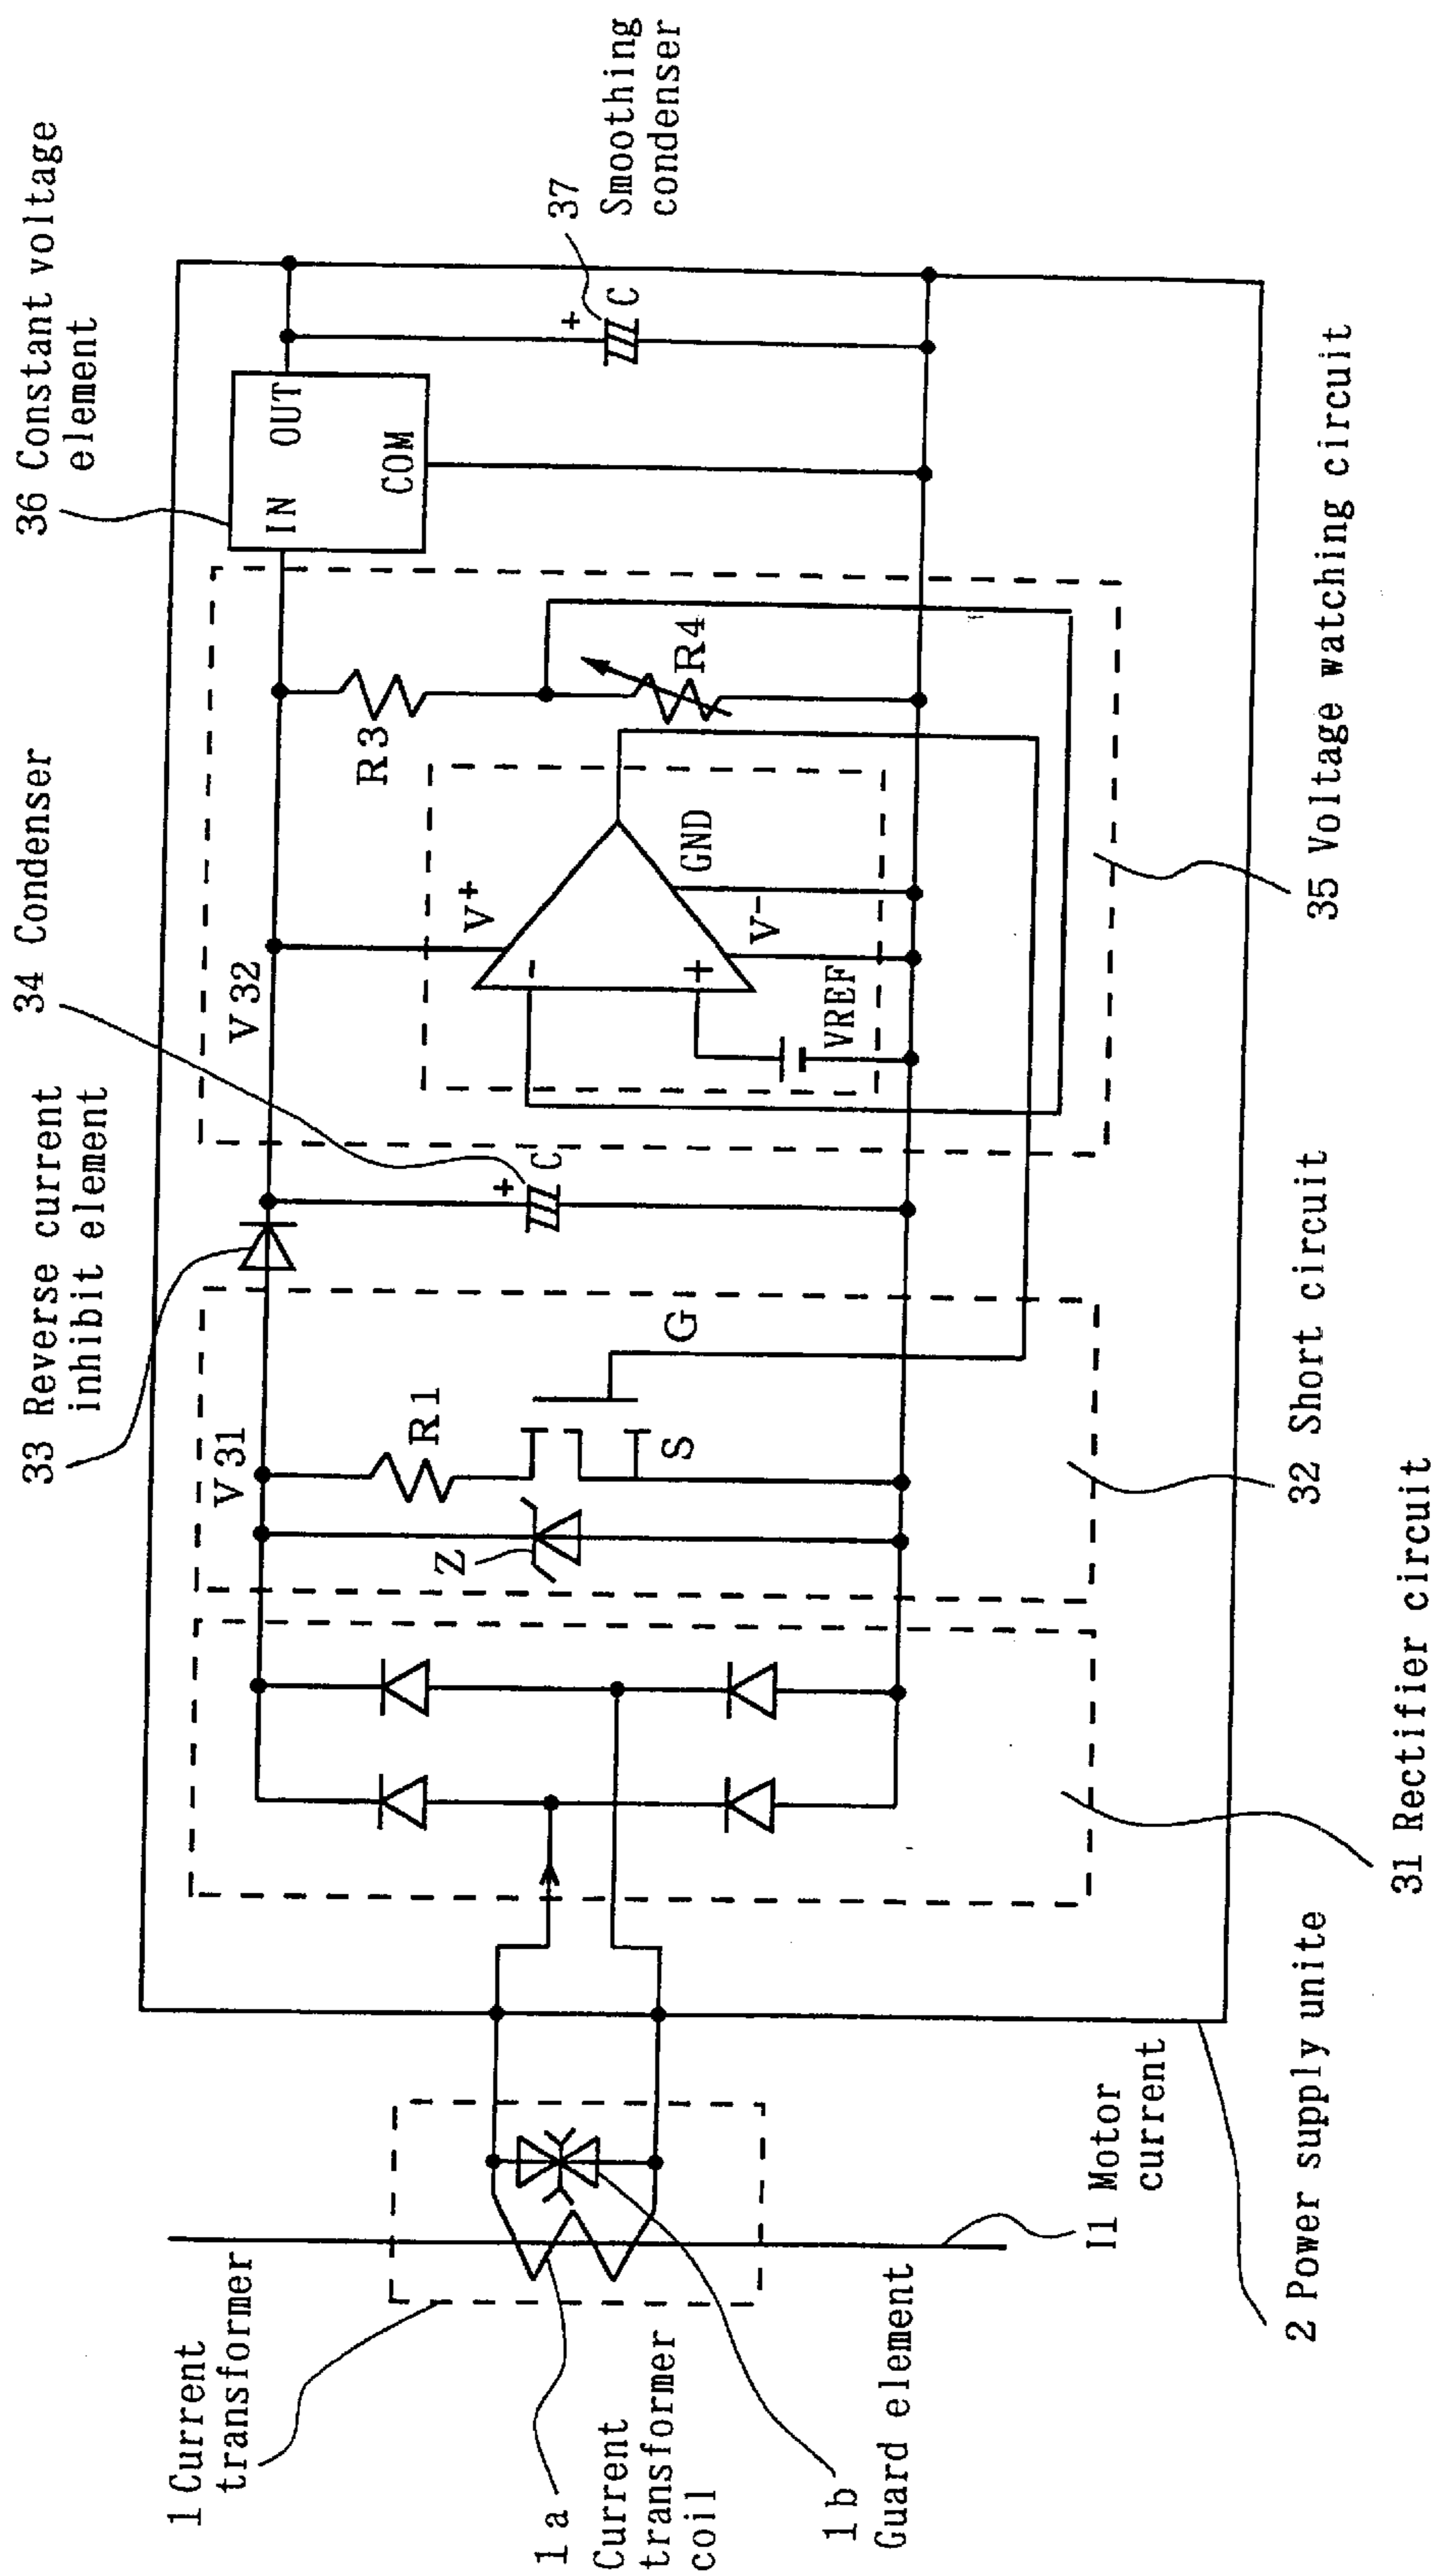 1 Current
transformer
1a
Current
transformer
coil
1b
Guard element
I1 Motor
current
2 Power supply unite
31 Rectifier circuit
32 Short circuit
V31
Z
R1
S
G
33 Reverse current
inhibit element
34 Condenser
+
C
V32
V+
-
+
V-
GND
VREF
R3
R4
35 Voltage watching circuit
36 Constant voltage
element
IN
OUT
COM
+
C
37
Smoothing
condenser